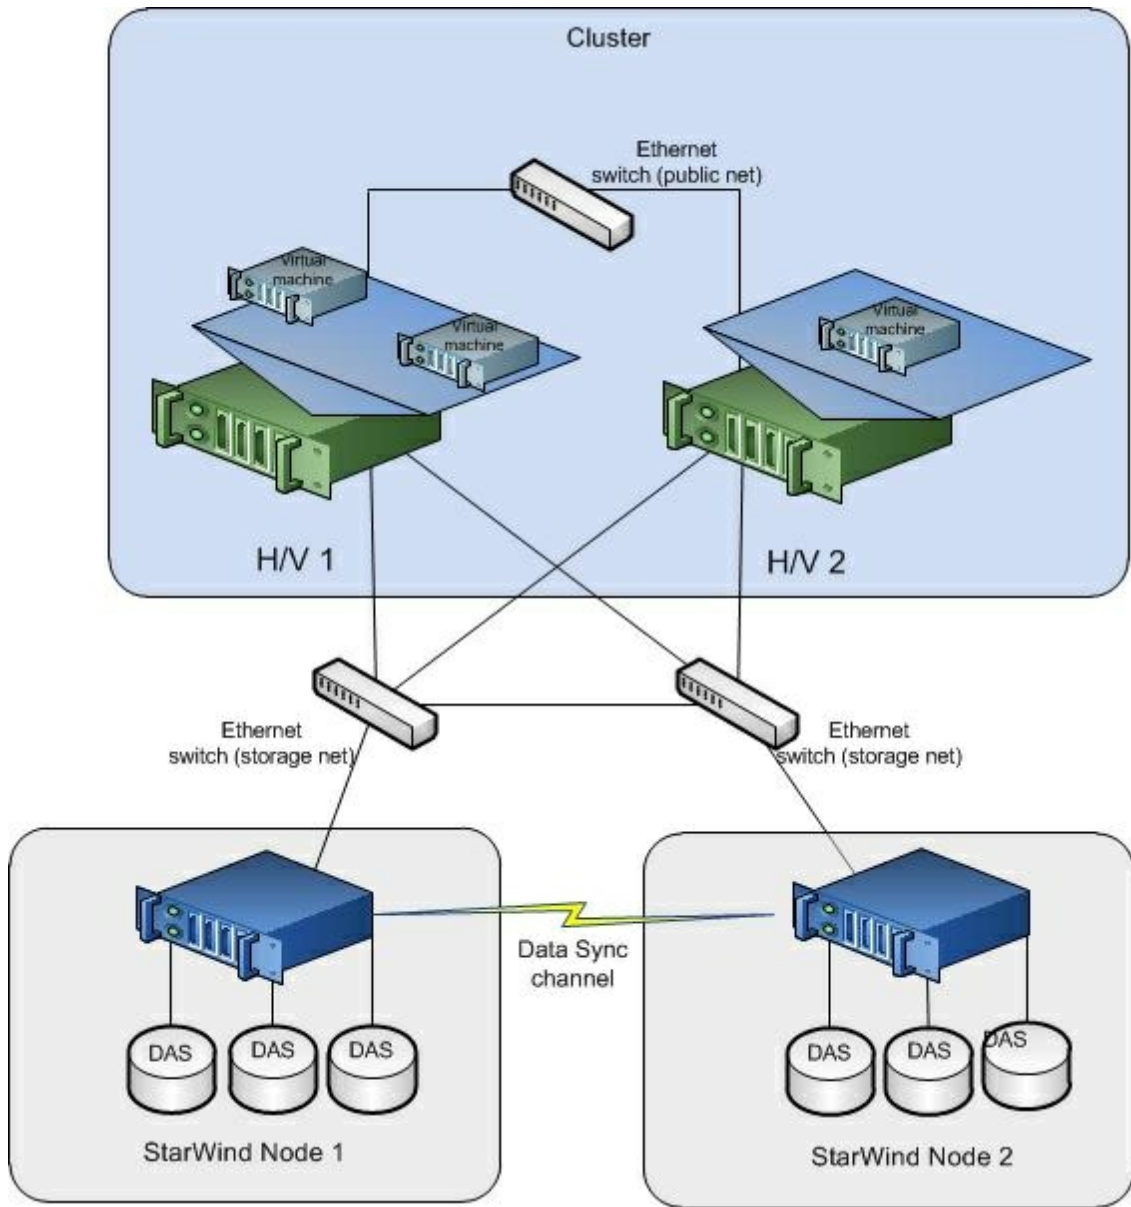 Cluster
Ethernet
switch (public net)
Virtual
machine
Virtual
machine
Virtual
machine
H/V 1
H/V 2
Ethernet
switch (storage net)
Ethernet
switch (storage net)
Data Sync
channel
DAS
DAS
DAS
StarWind Node 1
DAS
DAS
DAS
StarWind Node 2